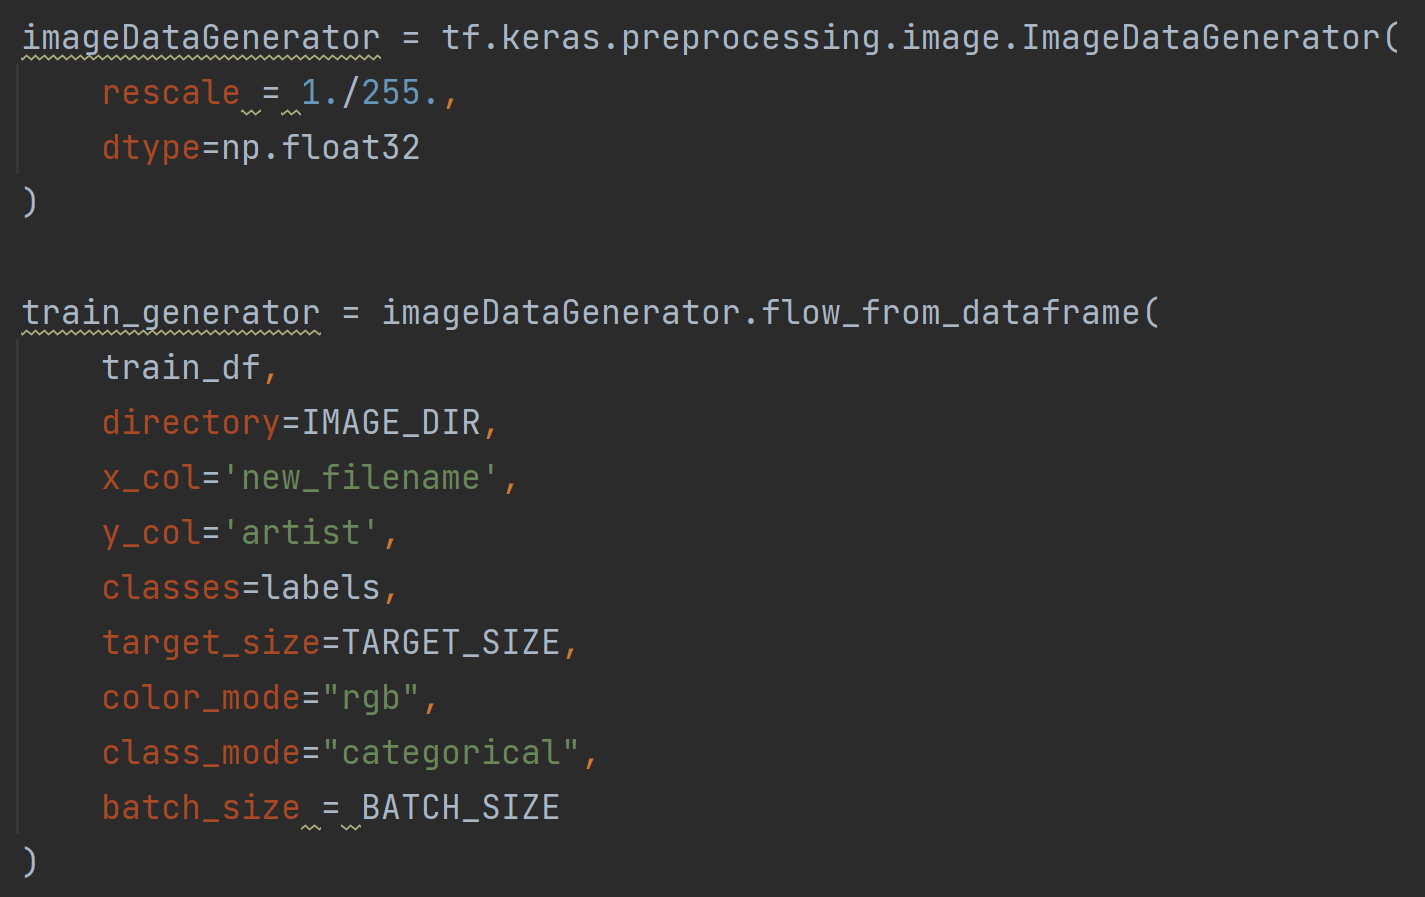 imageDataGenerator = tf.keras.preprocessing.image.ImageDataGenerator(
    rescale = 1./255.,
    dtype=np.float32
)

train_generator = imageDataGenerator.flow_from_dataframe(
    train_df,
    directory=IMAGE_DIR,
    x_col='new_filename',
    y_col='artist',
    classes=labels,
    target_size=TARGET_SIZE,
    color_mode="rgb",
    class_mode="categorical",
    batch_size = BATCH_SIZE
)